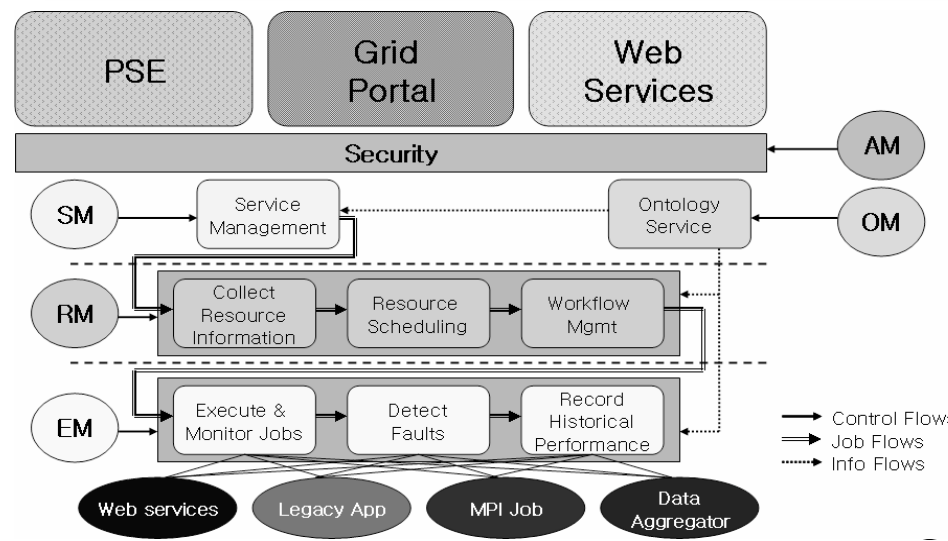 PSE
Grid
Portal
Web
Services
Security
AM
SM
Service
Management
Ontology
Service
OM
RM
Collect
Resource
Information
Resource
Scheduling
Workflow
Mgmt
EM
Execute &
Monitor Jobs
Detect
Faults
Record
Historical
Performance
Control Flows
Job Flows
Info Flows
Web services
Legacy App
MPI Job
Data
Aggregator